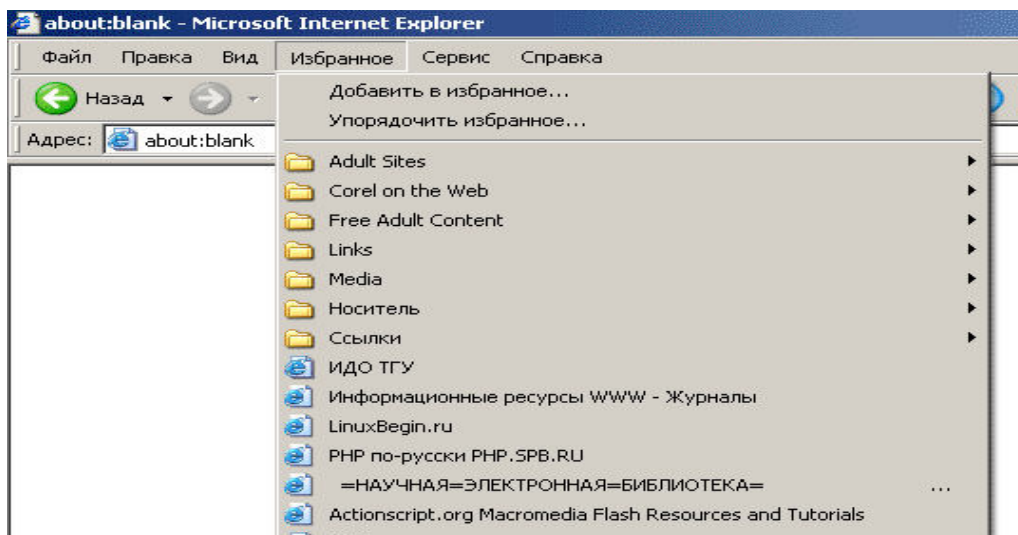 about:blank - Microsoft Internet Explorer
Файл Правка Вид Избранное Сервис Справка
Назад
Адрес: about:blank
Добавить в избранное...
Упорядочить избранное...
Adult Sites
Corel on the Web
Free Adult Content
Links
Media
Носитель
Ссылки
ИДО ТГУ
Информационные ресурсы WWW - Журналы
LinuxBegin.ru
PHP по-русски PHP.SPB.RU
=НАУЧНАЯ=ЭЛЕКТРОННАЯ=БИБЛИОТЕКА= ...
Actionscript.org Macromedia Flash Resources and Tutorials